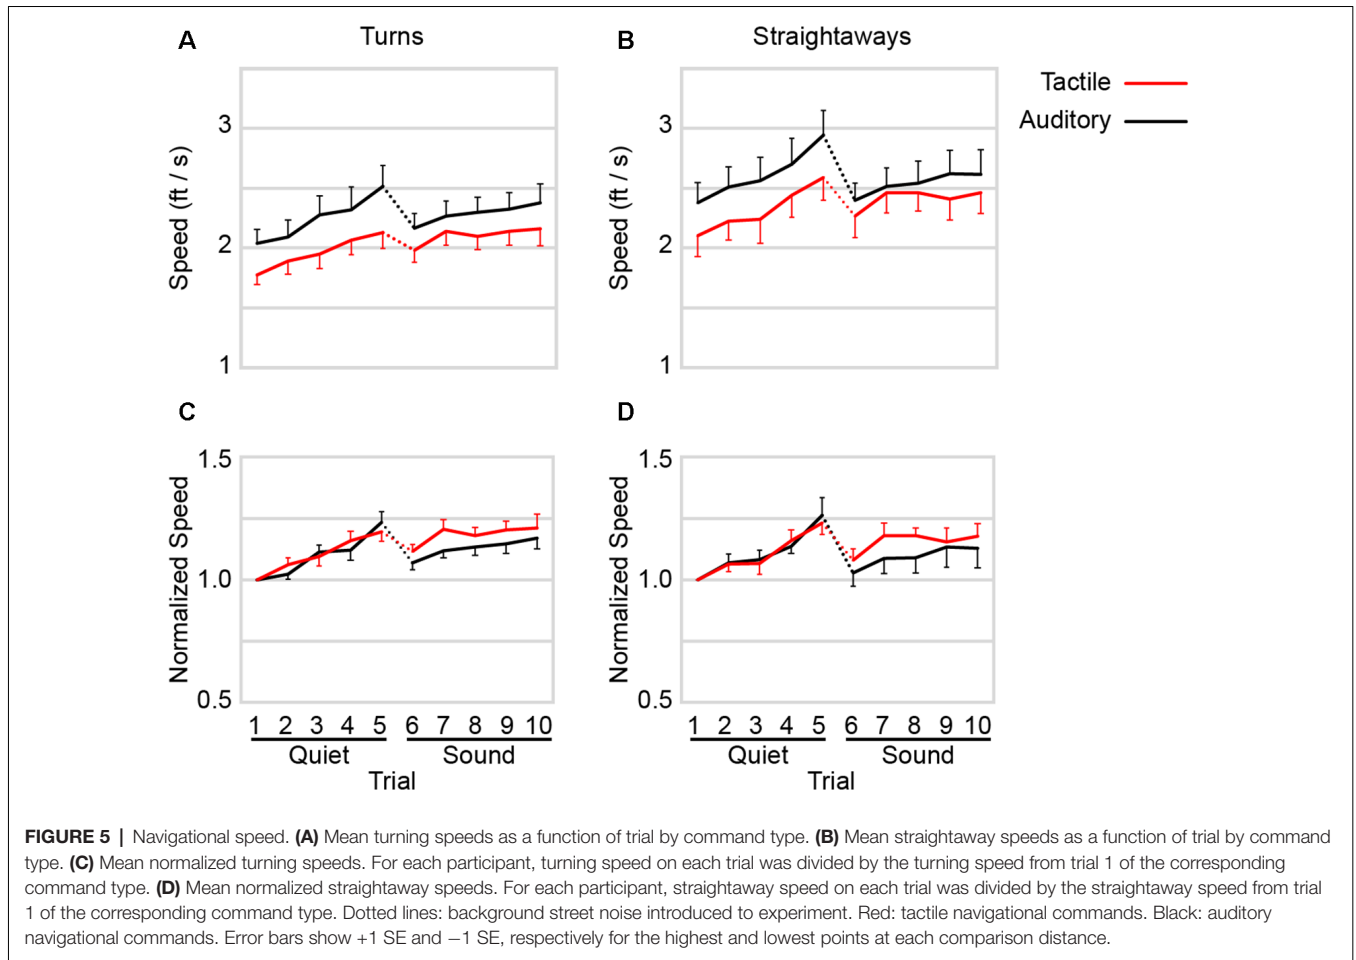 A
Turns
B
Straightaways
Tactile
Auditory
Speed (ft / s)
3
2
1
Speed (ft / s)
3
2
1
C
D
Normalized Speed
1.5
1.0
0.5
Normalized Speed
1.5
1.0
0.5
1 2 3 4 5 6 7 8 9 10
Quiet Sound
Trial
1 2 3 4 5 6 7 8 9 10
Quiet Sound
Trial
FIGURE 5 | Navigational speed. (A) Mean turning speeds as a function of trial by command type. (B) Mean straightaway speeds as a function of trial by command
type. (C) Mean normalized turning speeds. For each participant, turning speed on each trial was divided by the turning speed from trial 1 of the corresponding
command type. (D) Mean normalized straightaway speeds. For each participant, straightaway speed on each trial was divided by the straightaway speed from trial
1 of the corresponding command type. Dotted lines: background street noise introduced to experiment. Red: tactile navigational commands. Black: auditory
navigational commands. Error bars show +1 SE and −1 SE, respectively for the highest and lowest points at each comparison distance.